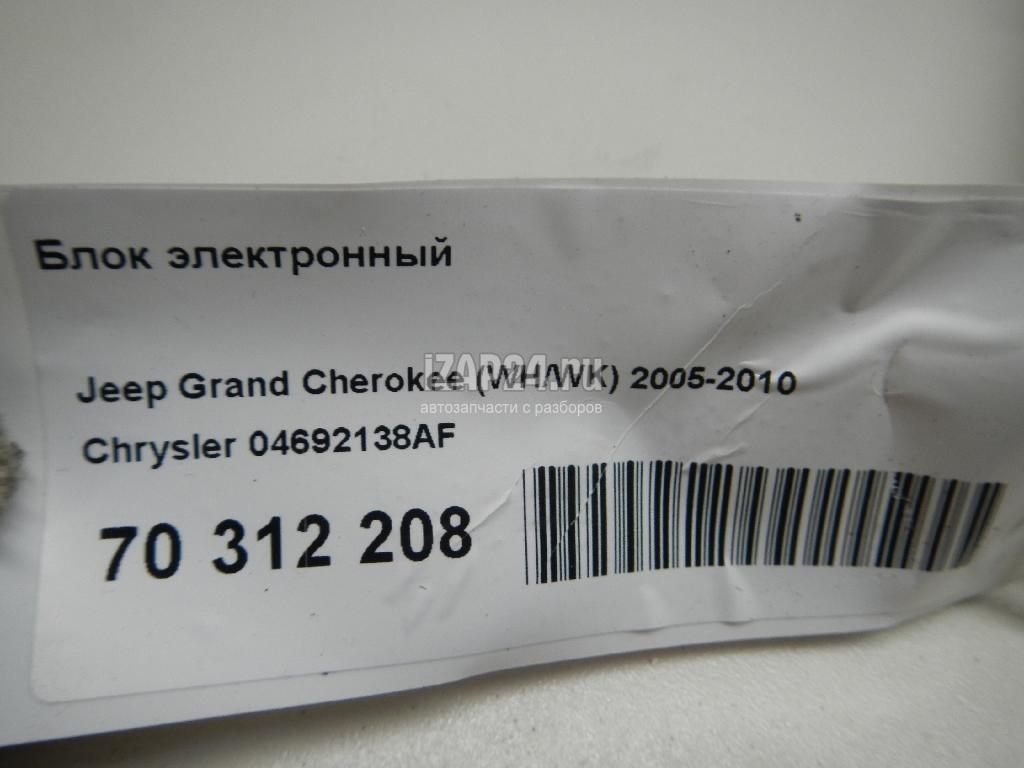 Блок электронный
Jeep Grand Cherokee (WH/WK) 2005-2010
iZAP24.ru
автозапчасти с разборов
Chrysler 04692138AF
70 312 208